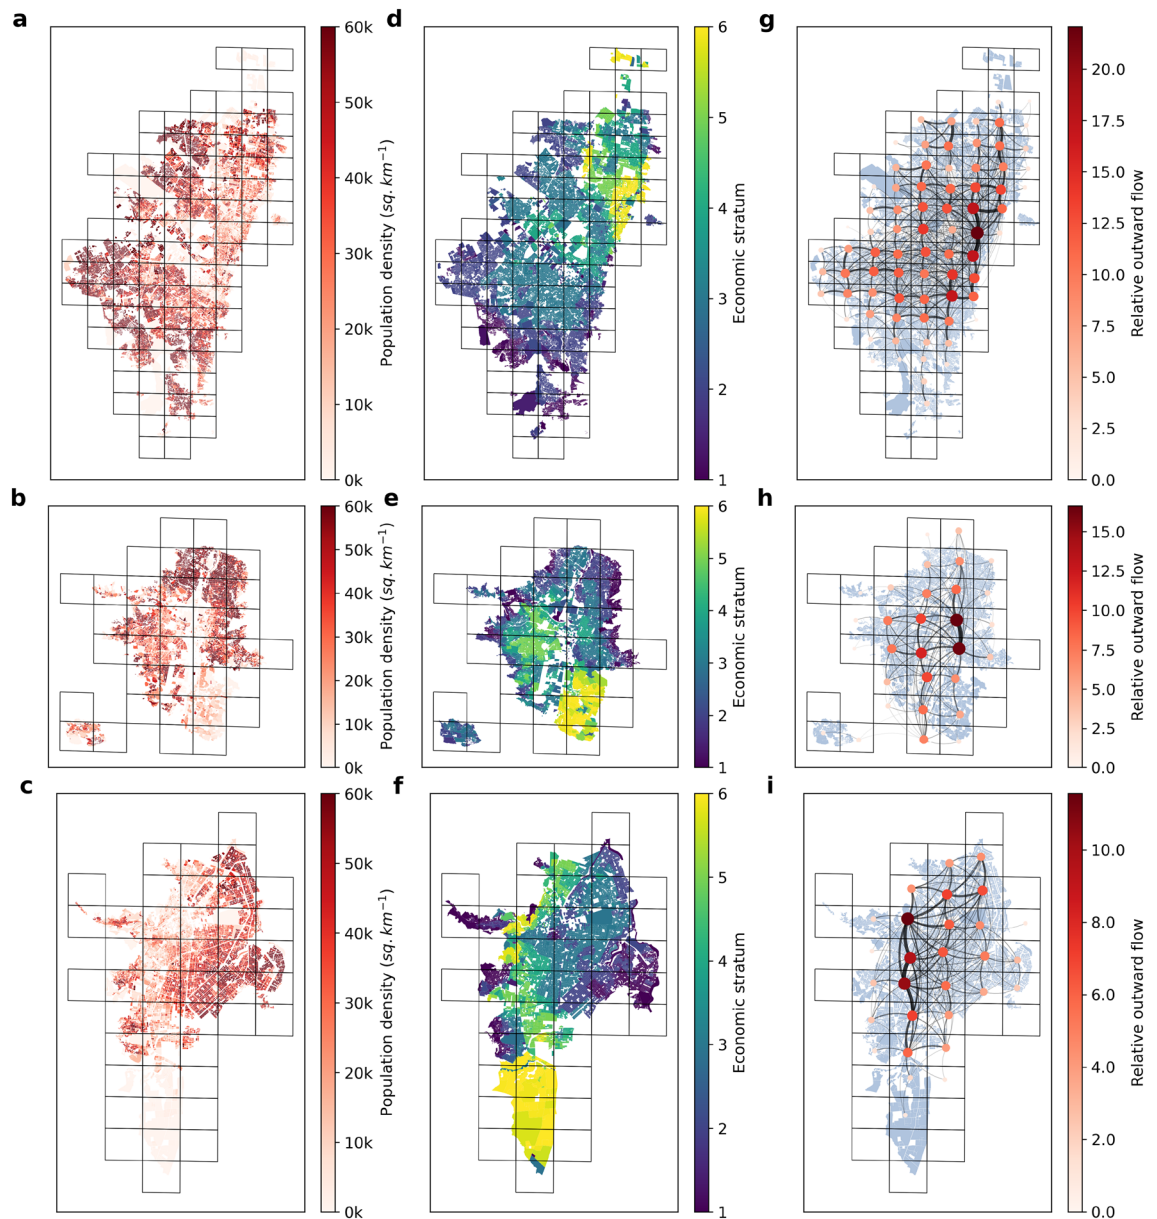 a
60k
50k
40k
30k
20k
10k
0k
Population density (sq. km−1)
d
6
5
4
3
2
1
Economic stratum
g
20.0
17.5
15.0
12.5
10.0
7.5
5.0
2.5
0.0
Relative outward flow
b
60k
50k
40k
30k
20k
10k
0k
Population density (sq. km−1)
e
6
5
4
3
2
1
Economic stratum
h
15.0
12.5
10.0
7.5
5.0
2.5
0.0
Relative outward flow
c
60k
50k
40k
30k
20k
10k
0k
Population density (sq. km−1)
f
6
5
4
3
2
1
Economic stratum
i
10.0
8.0
6.0
4.0
2.0
0.0
Relative outward flow